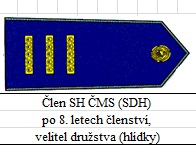 Člen SH ČMS (SDH)
po 8. letech členství,
velitel družstva (hlídky)